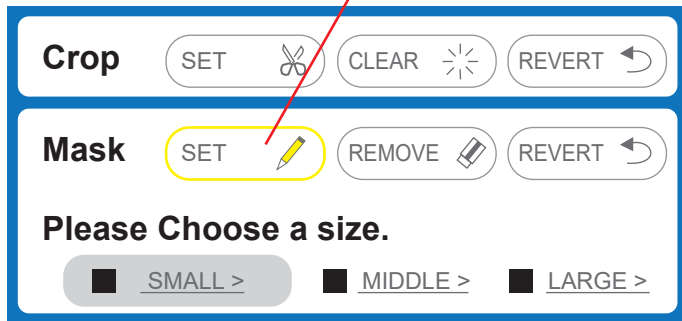 Crop SET CLEAR REVERT
Mask SET REMOVE REVERT
Please Choose a size.
SMALL > MIDDLE > LARGE >